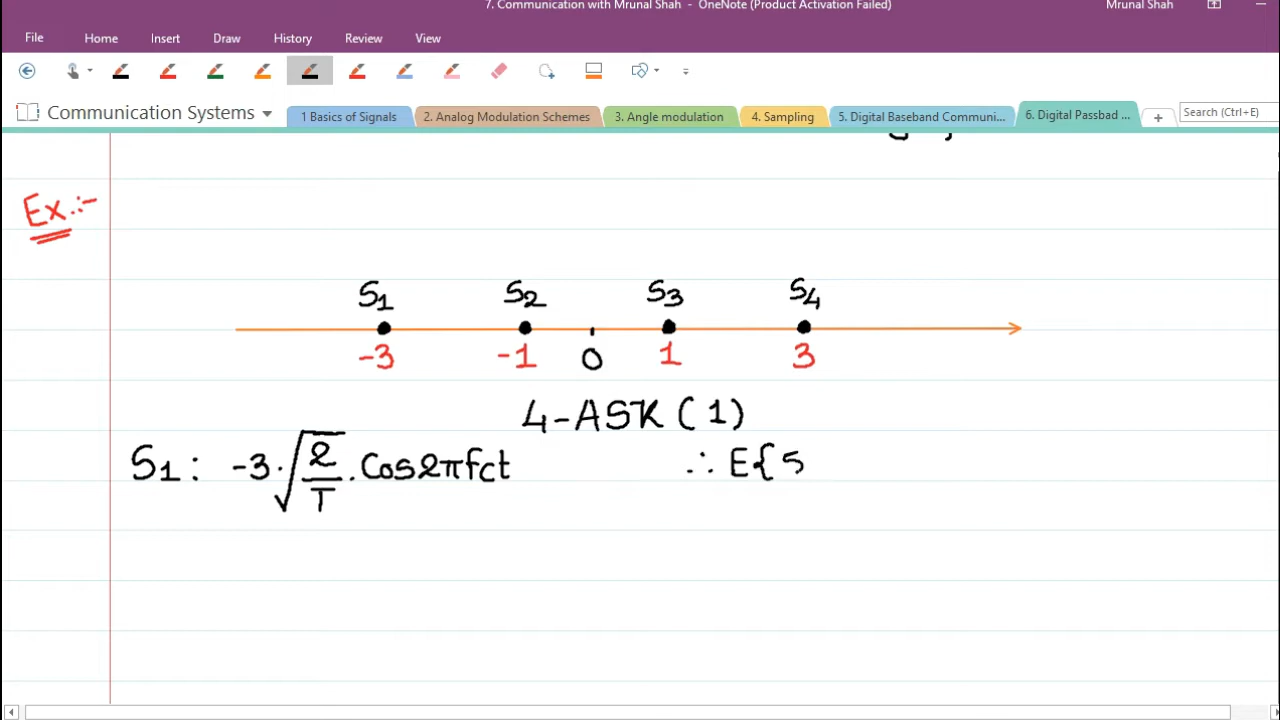 7. Communication with Mrunal Shah - OneNote (Product Activation Failed)
Mrunal Shah
File Home Insert Draw History Review View
Communication Systems
1 Basics of Signals
2. Analog Modulation Schemes
3. Angle modulation
4. Sampling
5. Digital Baseband Communi...
6. Digital Passbad ...
Search (Ctrl+E)
Ex.:-
S1 S2 S3 S4
-3 -1 0 1 3
4-ASK (1)
S1: -3.√2/T .Cos2πfct ∴ E{S